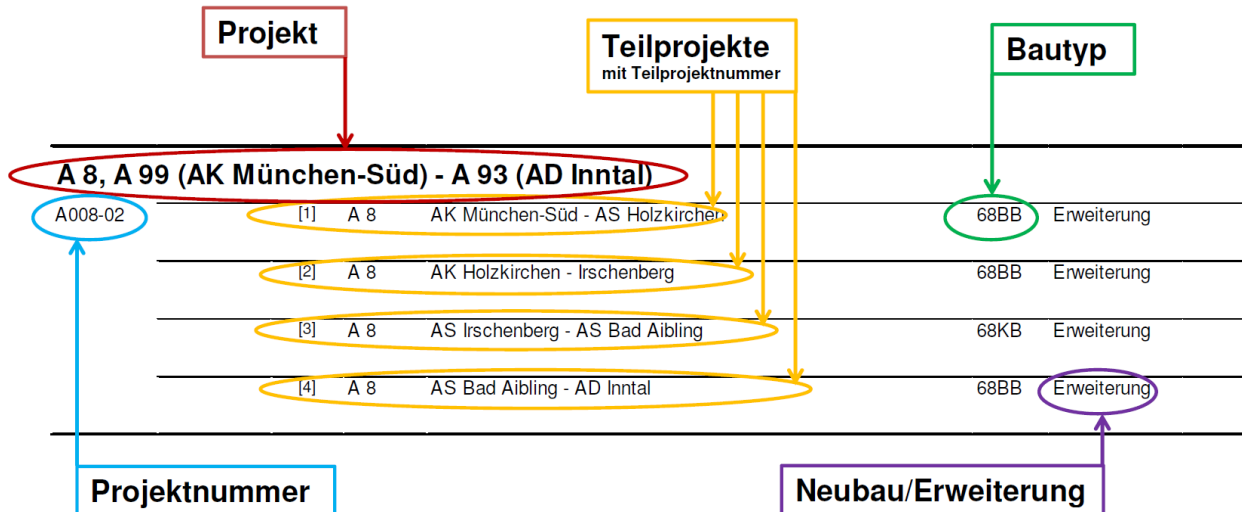 Projekt
Teilprojekte
mit Teilprojektnummer
Bautyp
A 8, A 99 (AK München-Süd) - A 93 (AD Inntal)
A008-02 [1] A 8 AK München-Süd - AS Holzkirchen 68BB Erweiterung
[2] A 8 AK Holzkirchen - Irschenberg 68BB Erweiterung
[3] A 8 AS Irschenberg - AS Bad Aibling 68KB Erweiterung
[4] A 8 AS Bad Aibling - AD Inntal 68BB Erweiterung
Projektnummer
Neubau/Erweiterung